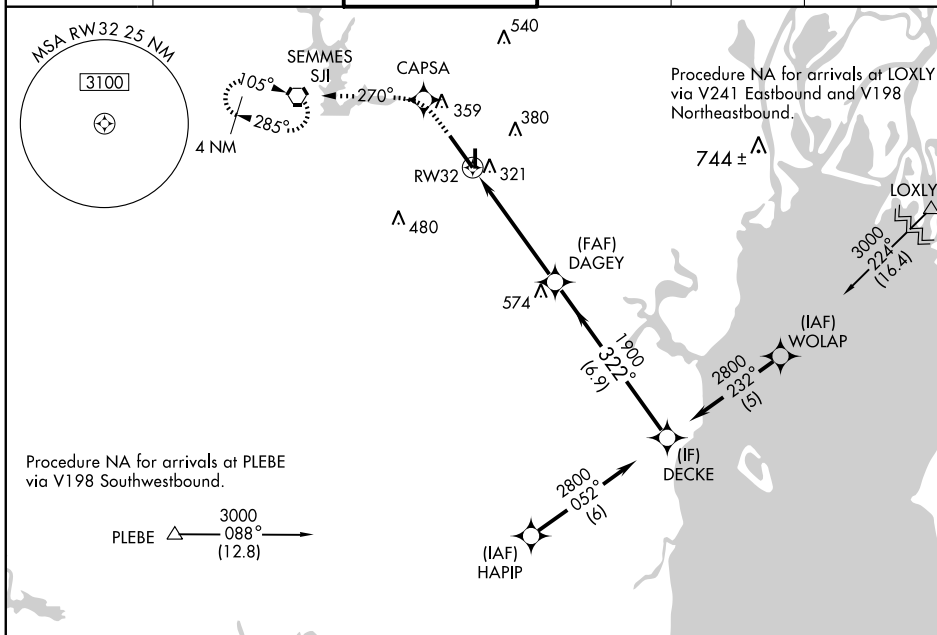 MSA RW32 25 NM
3100
540
SEMMES
SJI
CAPSA
105°
270°
359
285°
4 NM
380
RW32
321
480
Procedure NA for arrivals at LOXLY
via V241 Eastbound and V198
Northeastbound.
744 ±
LOXLY
3000
224°
(16.4)
(FAF)
DAGEY
574
1900
322°
(6.9)
(IAF)
WOLAP
2800
232°
(5)
(IF)
DECKE
2800
052°
(6)
(IAF)
HAPIP
Procedure NA for arrivals at PLEBE
via V198 Southwestbound.
PLEBE
3000
088°
(12.8)